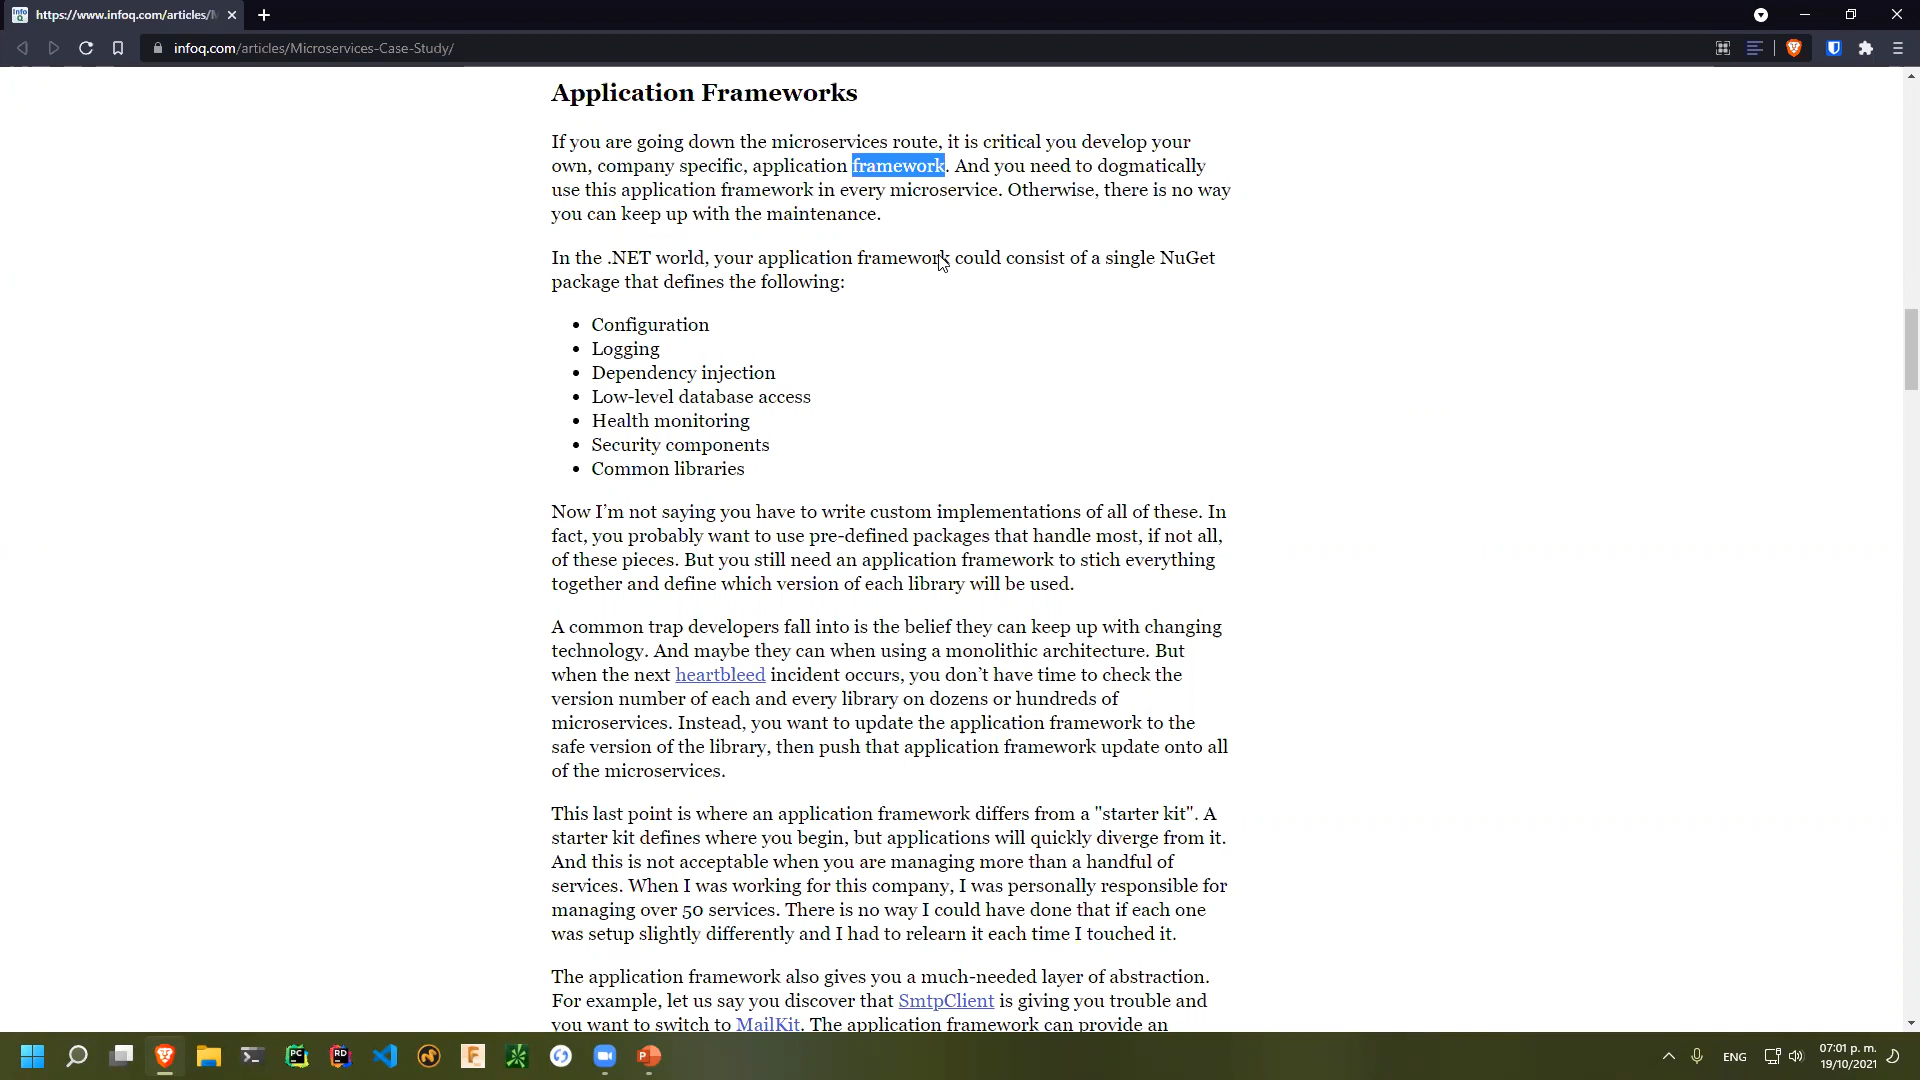 https://www.infoq.com/articles/M
infoq.com/articles/Microservices-Case-Study/
Application Frameworks
If you are going down the microservices route, it is critical you develop your
own, company specific, application framework. And you need to dogmatically
use this application framework in every microservice. Otherwise, there is no way
you can keep up with the maintenance.
In the .NET world, your application framework could consist of a single NuGet
package that defines the following:
• Configuration
• Logging
• Dependency injection
• Low-level database access
• Health monitoring
• Security components
• Common libraries
Now I’m not saying you have to write custom implementations of all of these. In
fact, you probably want to use pre-defined packages that handle most, if not all,
of these pieces. But you still need an application framework to stich everything
together and define which version of each library will be used.
A common trap developers fall into is the belief they can keep up with changing
technology. And maybe they can when using a monolithic architecture. But
when the next heartbleed incident occurs, you don’t have time to check the
version number of each and every library on dozens or hundreds of
microservices. Instead, you want to update the application framework to the
safe version of the library, then push that application framework update onto all
of the microservices.
This last point is where an application framework differs from a "starter kit". A
starter kit defines where you begin, but applications will quickly diverge from it.
And this is not acceptable when you are managing more than a handful of
services. When I was working for this company, I was personally responsible for
managing over 50 services. There is no way I could have done that if each one
was setup slightly differently and I had to relearn it each time I touched it.
The application framework also gives you a much-needed layer of abstraction.
For example, let us say you discover that SmtpClient is giving you trouble and
you want to switch to MailKit. The application framework can provide an
ENG
07:01 p. m.
19/10/2021